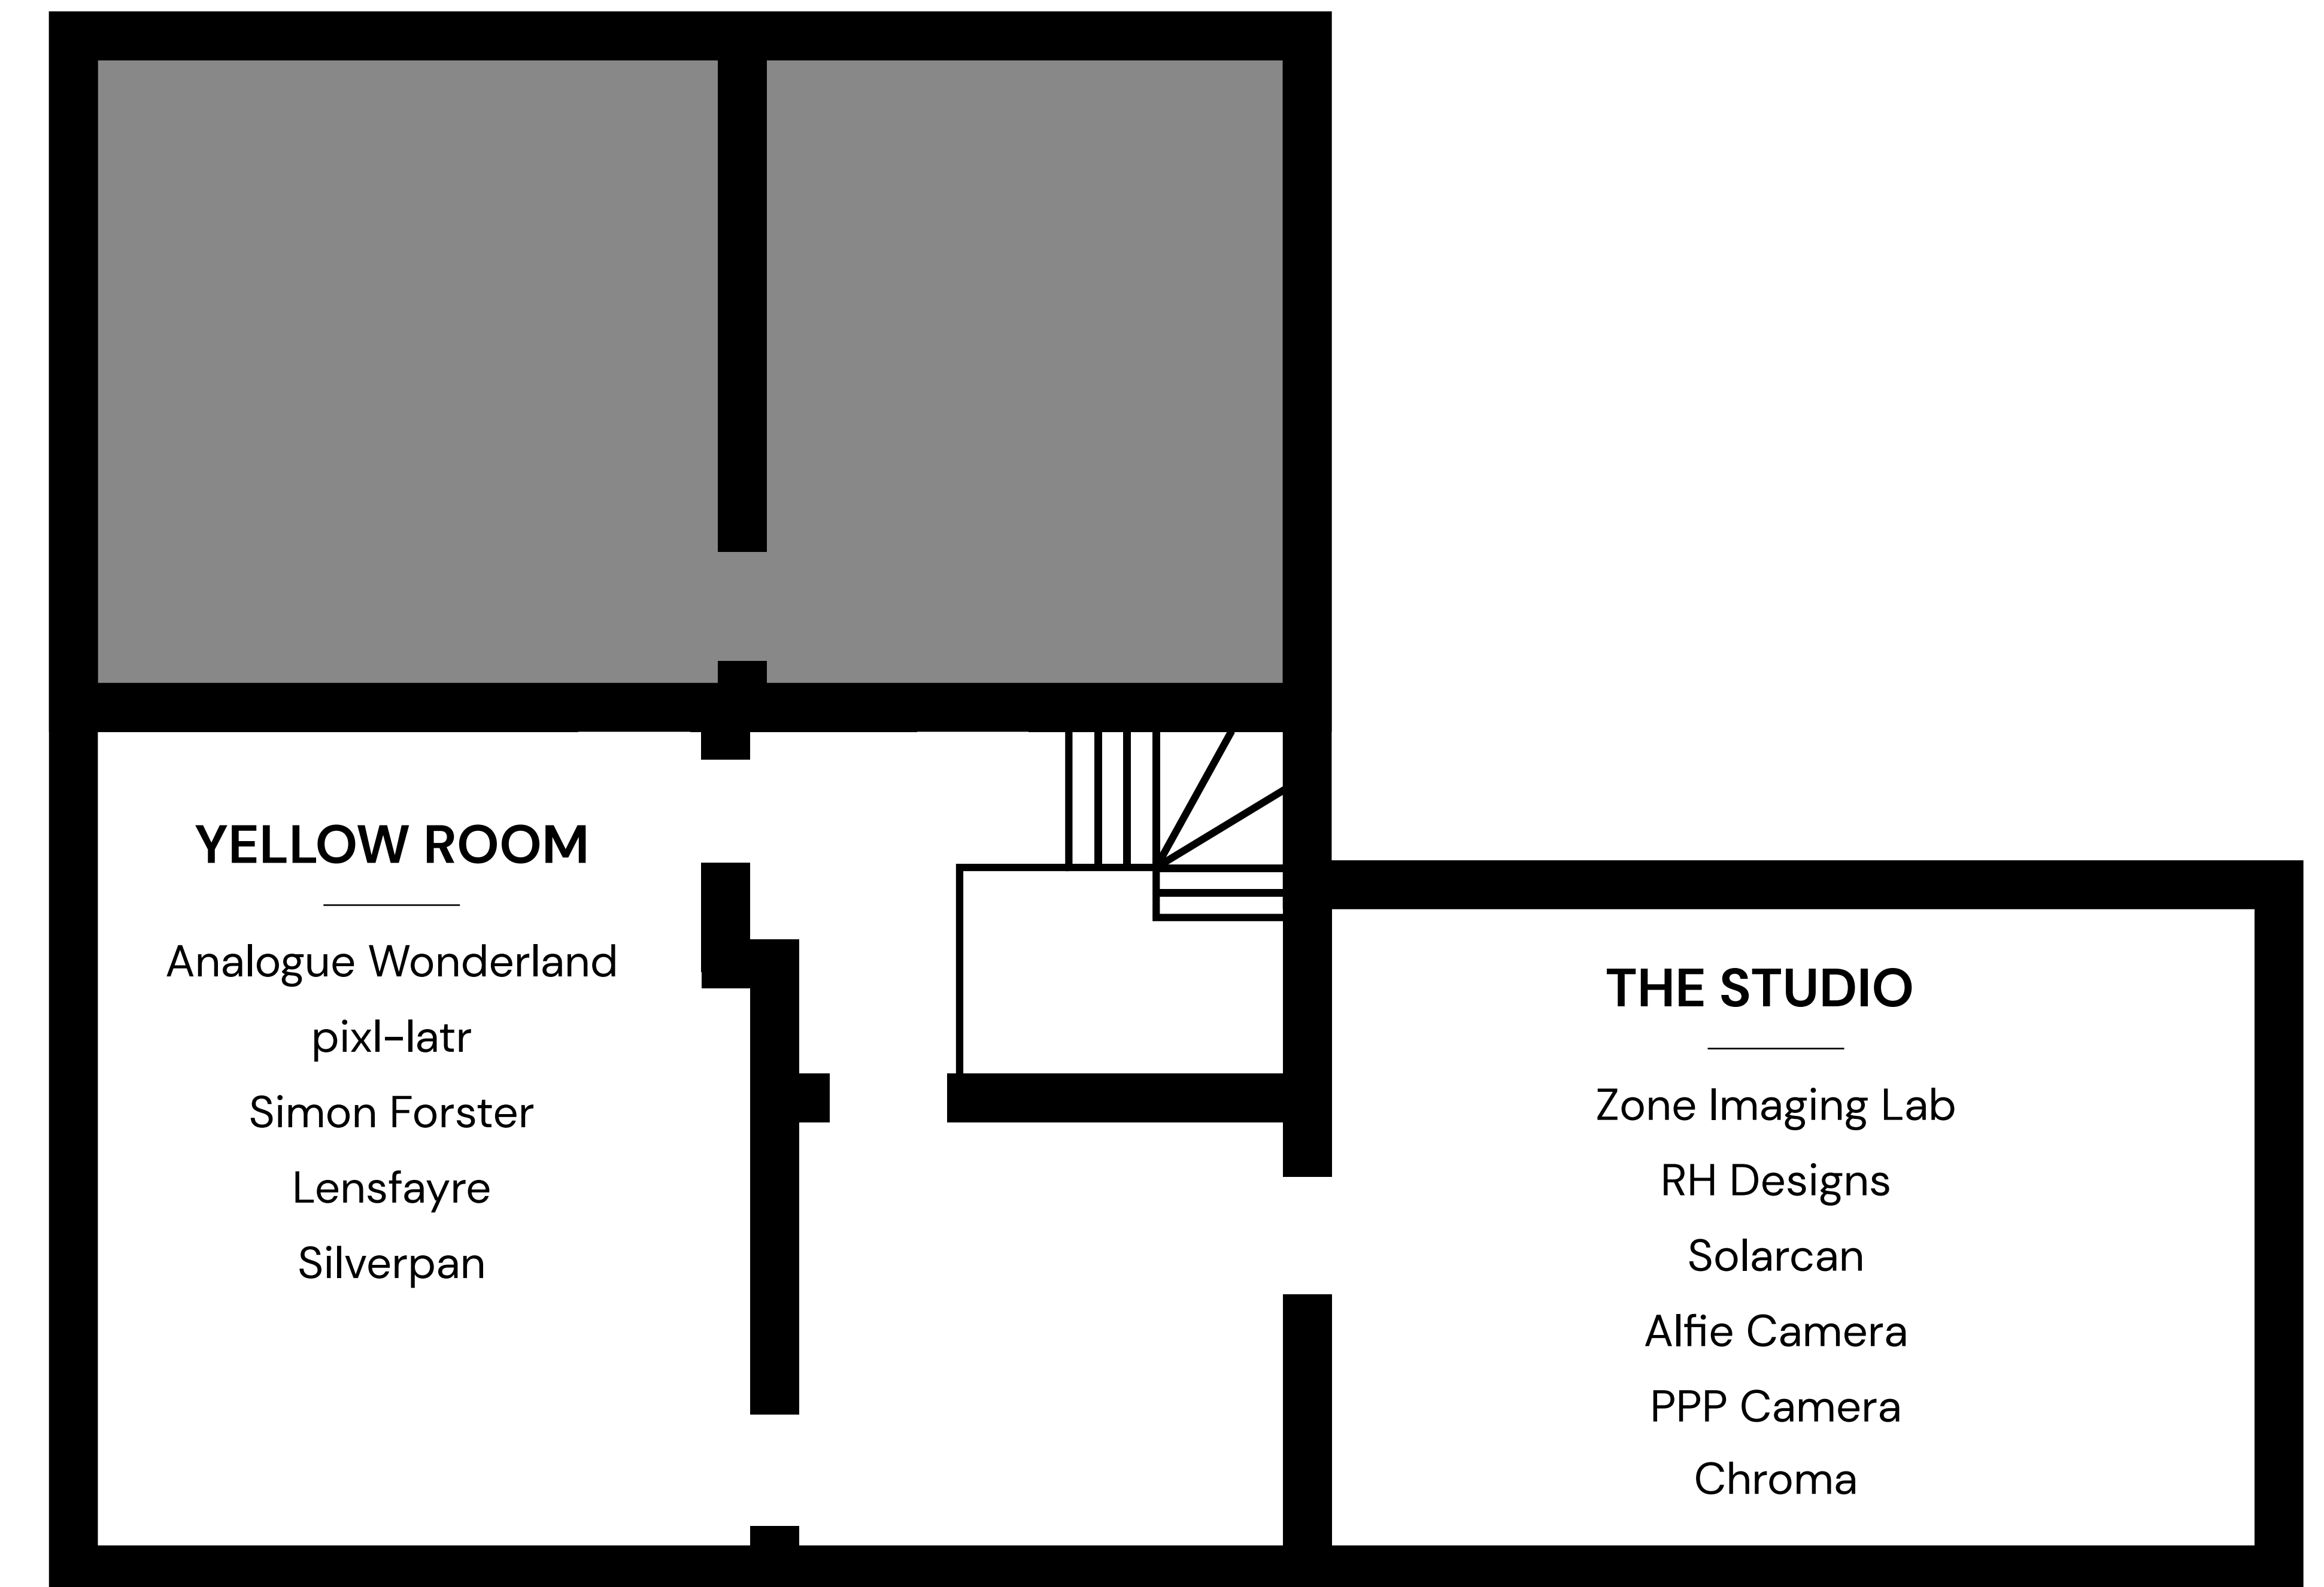 YELLOW ROOM
Analogue Wonderland
pixl-latr
Simon Forster
Lensfayre
Silverpan
THE STUDIO
Zone Imaging Lab
RH Designs
Solarcan
Alfie Camera
PPP Camera
Chroma